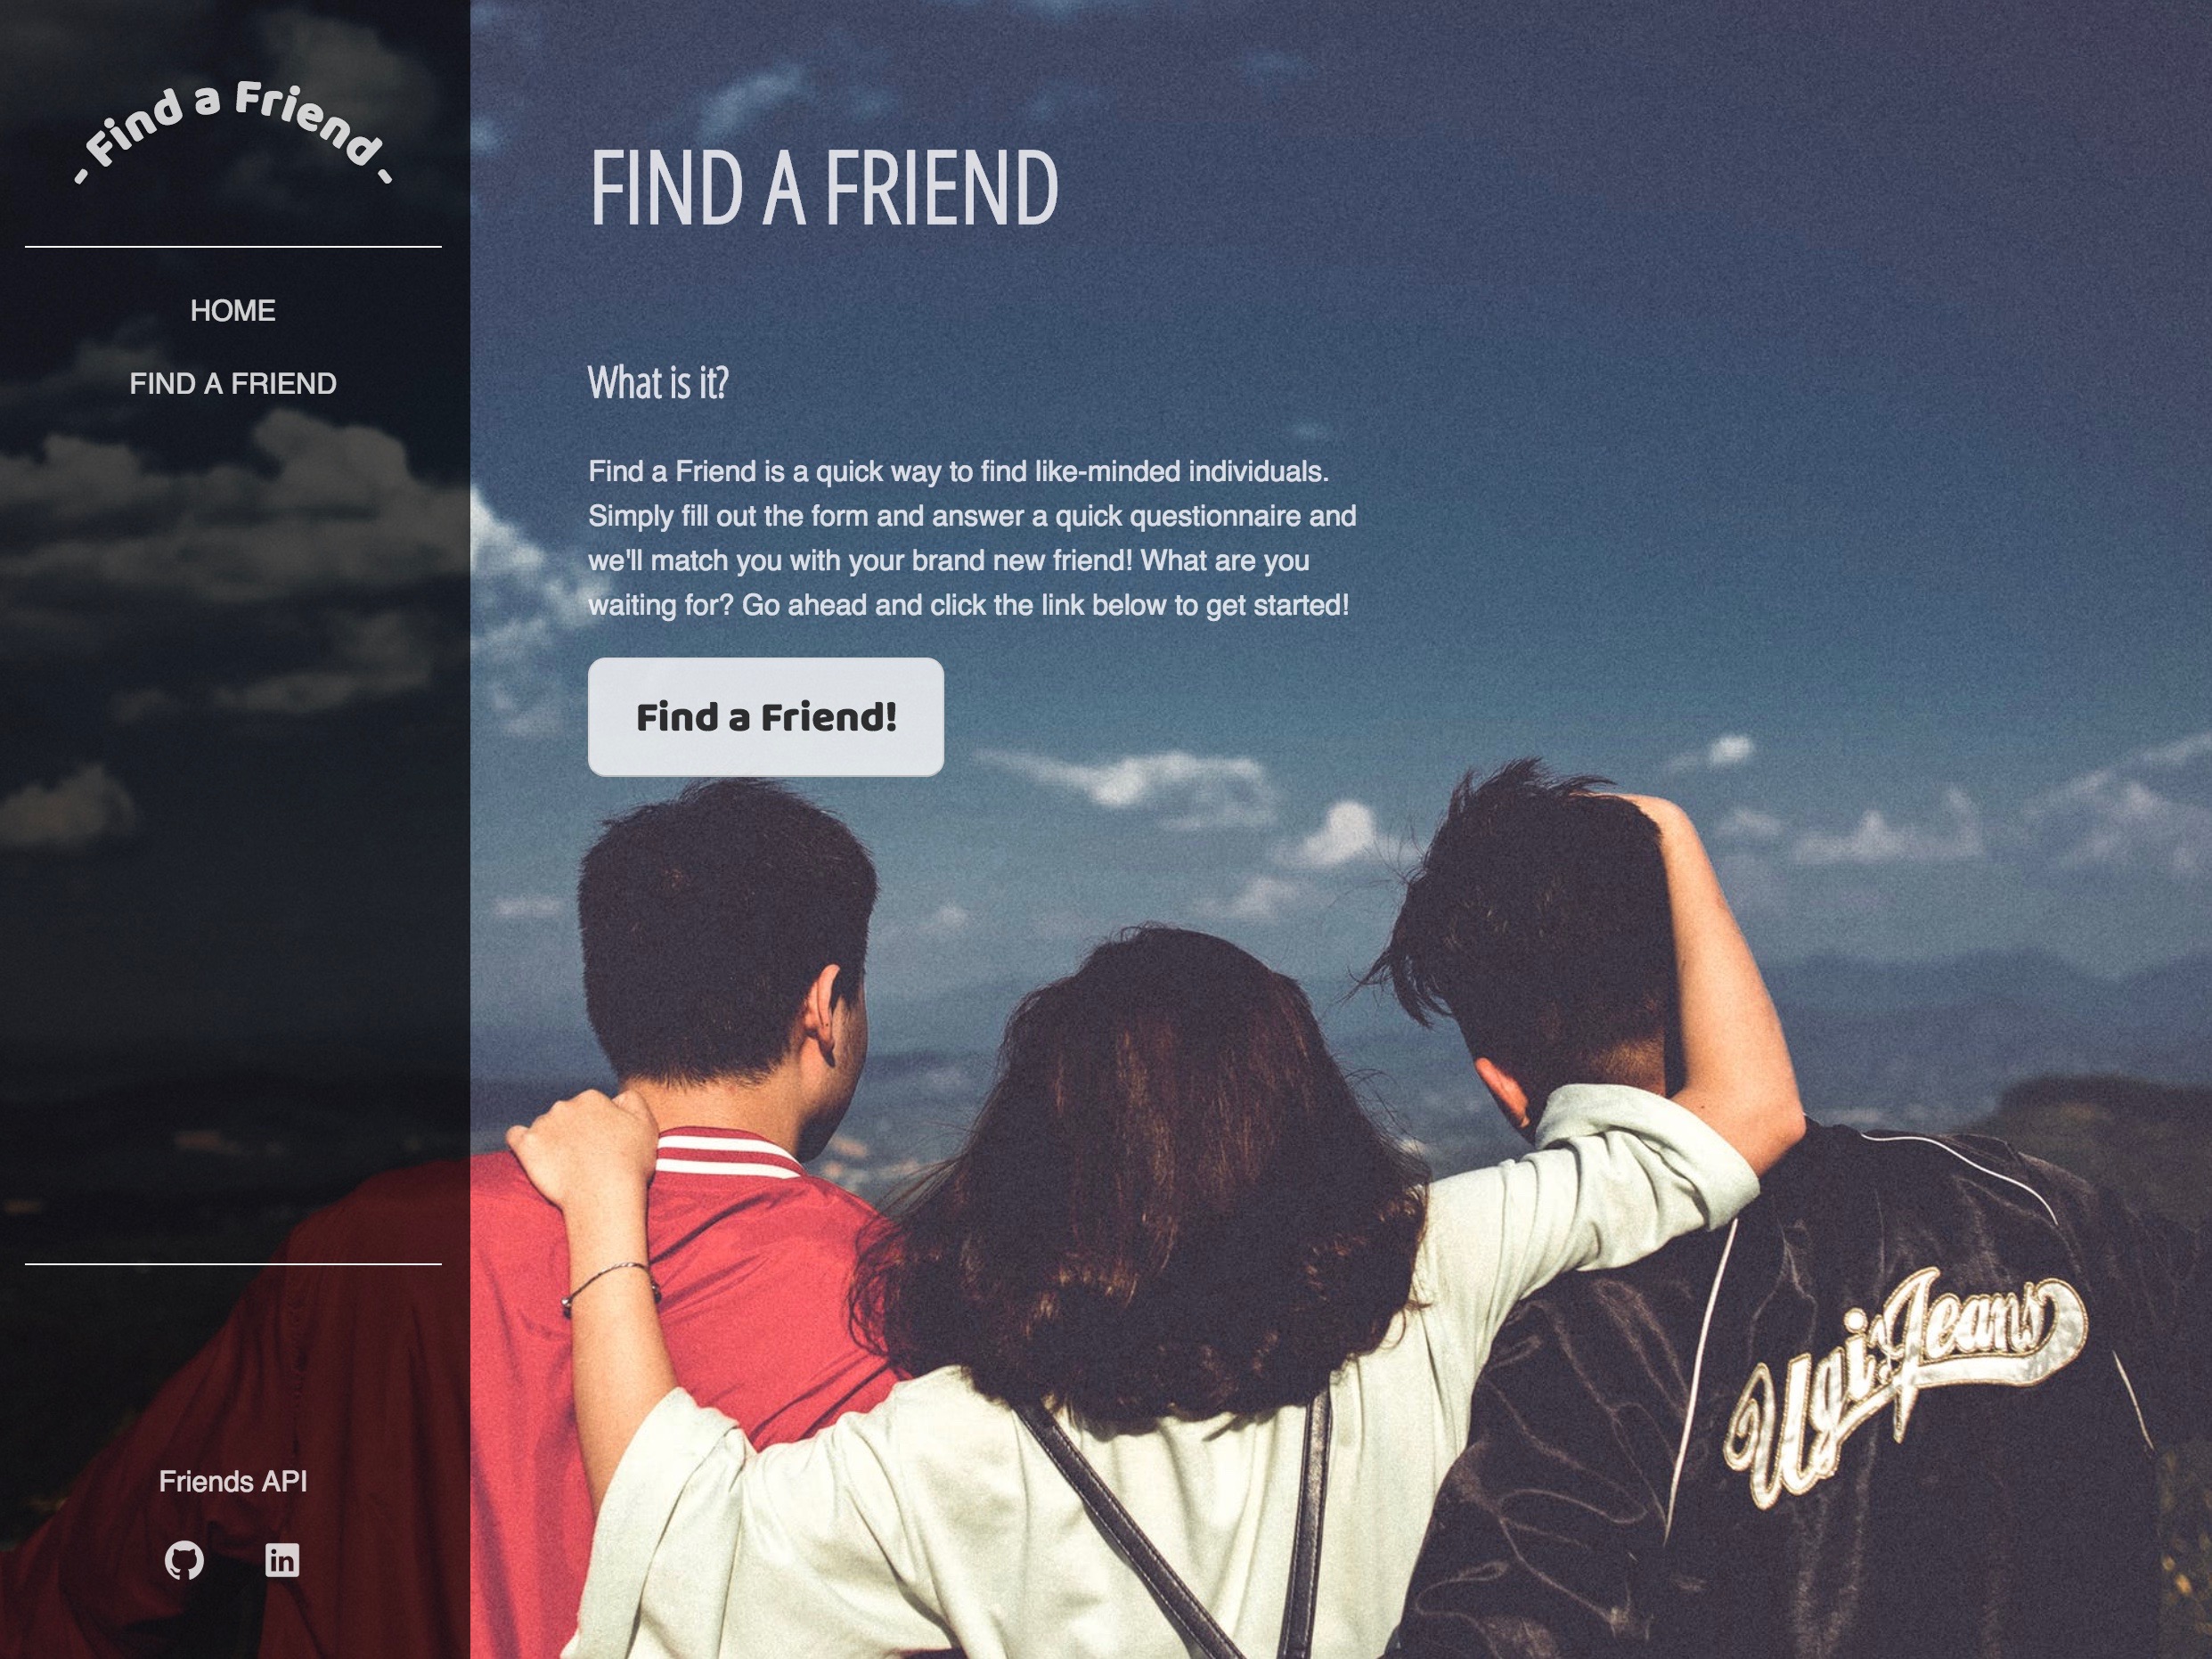 - Find a Friend -
HOME
FIND A FRIEND
Friends API
FIND A FRIEND
What is it?
Find a Friend is a quick way to find like-minded individuals.
Simply fill out the form and answer a quick questionnaire and
we'll match you with your brand new friend! What are you
waiting for? Go ahead and click the link below to get started!
Find a Friend!
UgisJeans